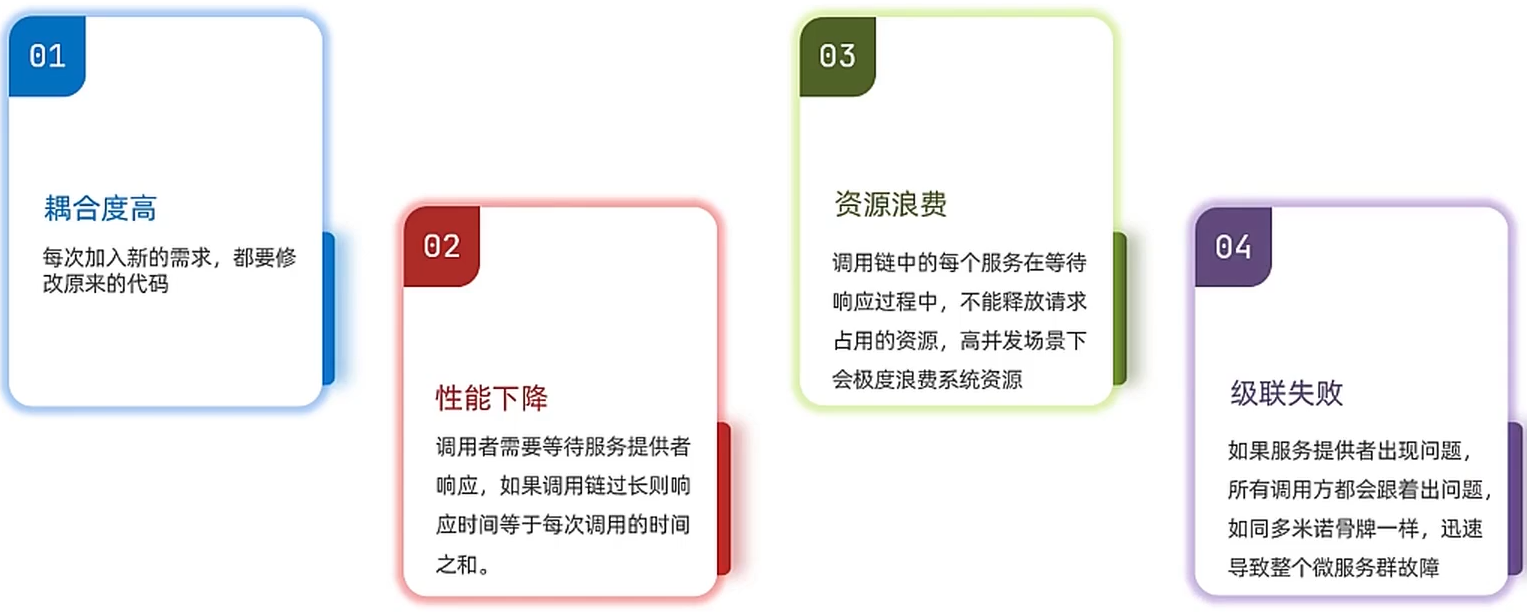 01
耦合度高
每次加入新的需求，都要修
改原来的代码
02
性能下降
调用者需要等待服务提供者
响应，如果调用链过长则响
应时间等于每次调用的时间
之和。
03
资源浪费
调用链中的每个服务在等待
响应过程中，不能释放请求
占用的资源，高并发场景下
会极度浪费系统资源
04
级联失败
如果服务提供者出现问题，
所有调用方都会跟着出问题，
如同多米诺骨牌一样，迅速
导致整个微服务群故障